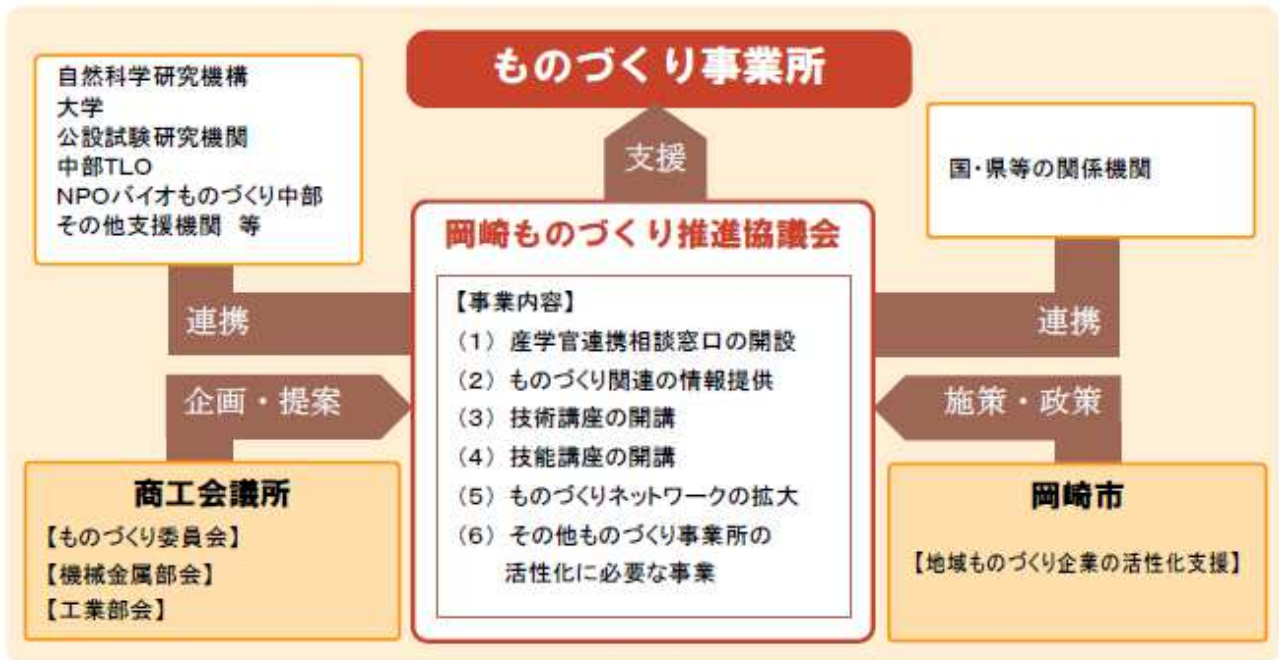 ものづくり事業所
自然科学研究機構
大学
公設試験研究機関
中部TLO
NPOバイオものづくり中部
その他支援機関 等
支援
国・県等の関係機関
岡崎ものづくり推進協議会
【事業内容】
(1) 産学官連携相談窓口の開設
(2) ものづくり関連の情報提供
(3) 技術講座の開講
(4) 技能講座の開講
(5) ものづくりネットワークの拡大
(6) その他ものづくり事業所の
活性化に必要な事業
連携
連携
企画・提案
施策・政策
商工会議所
【ものづくり委員会】
【機械金属部会】
【工業部会】
岡崎市
【地域ものづくり企業の活性化支援】